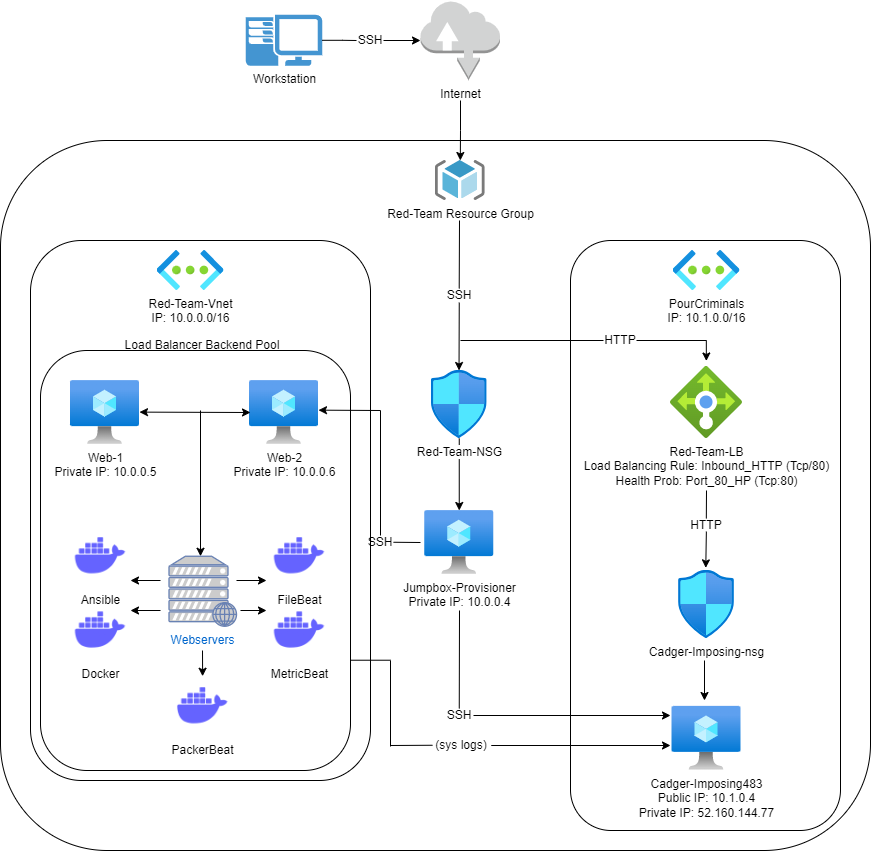 SSH
Workstation
Internet
Red-Team Resource Group
Red-Team-Vnet
IP: 10.0.0.0/16
PourCriminals
IP: 10.1.0.0/16
SSH
HTTP
Load Balancer Backend Pool
Web-1
Private IP: 10.0.0.5
Web-2
Private IP: 10.0.0.6
Red-Team-NSG
Red-Team-LB
Load Balancing Rule: Inbound_HTTP (Tcp/80)
Health Prob: Port_80_HP (Tcp:80)
HTTP
SSH
Jumpbox-Provisioner
Private IP: 10.0.0.4
Ansible
FileBeat
Webservers
Docker
MetricBeat
PackerBeat
Cadger-Imposing-nsg
SSH
(sys logs)
Cadger-Imposing483
Public IP: 10.1.0.4
Private IP: 52.160.144.77